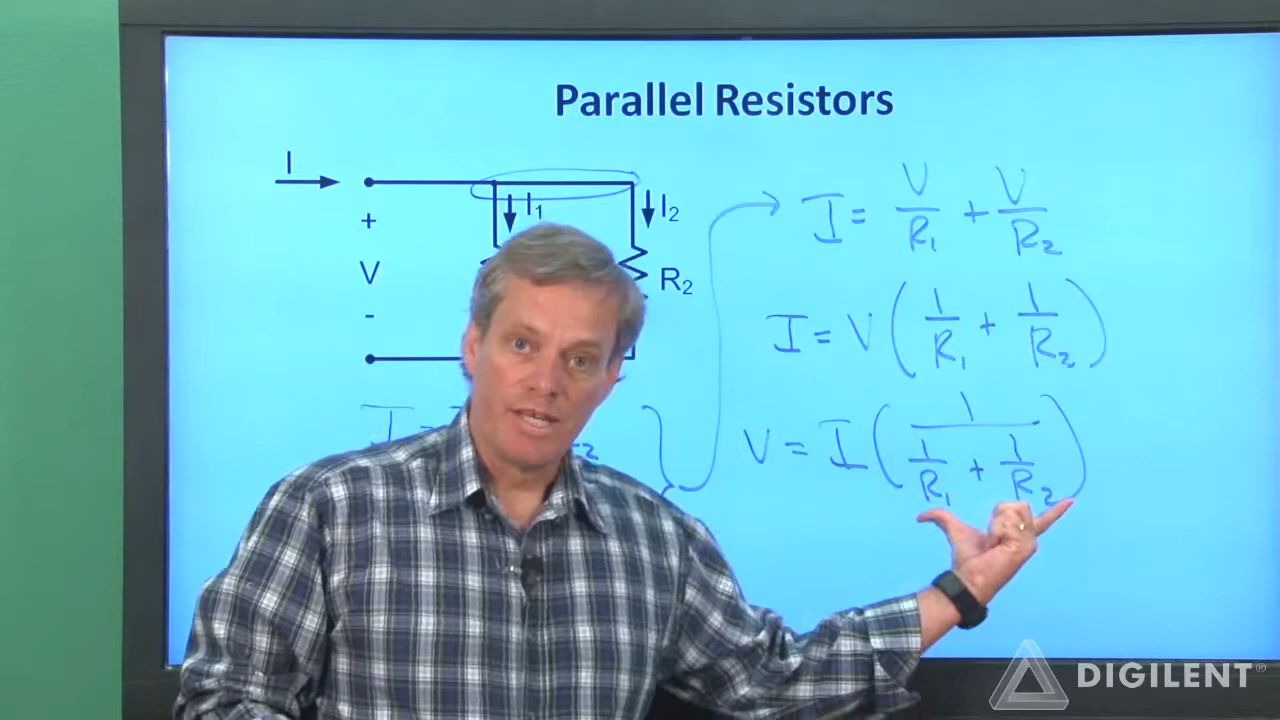 Parallel Resistors
I
+
V
-
I₁
I₂
R₂
I = V/R₁ + V/R₂
I = V (1/R₁ + 1/R₂)
V = I (1/(1/R₁ + 1/R₂))
I =
DIGILENT®